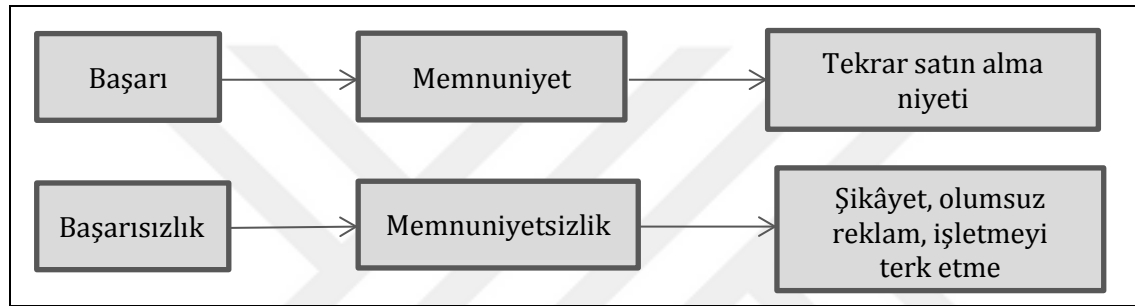 Başarı
Memnuniyet
Tekrar satın alma
niyeti
Başarısızlık
Memnuniyetsizlik
Şikâyet, olumsuz
reklam, işletmeyi
terk etme